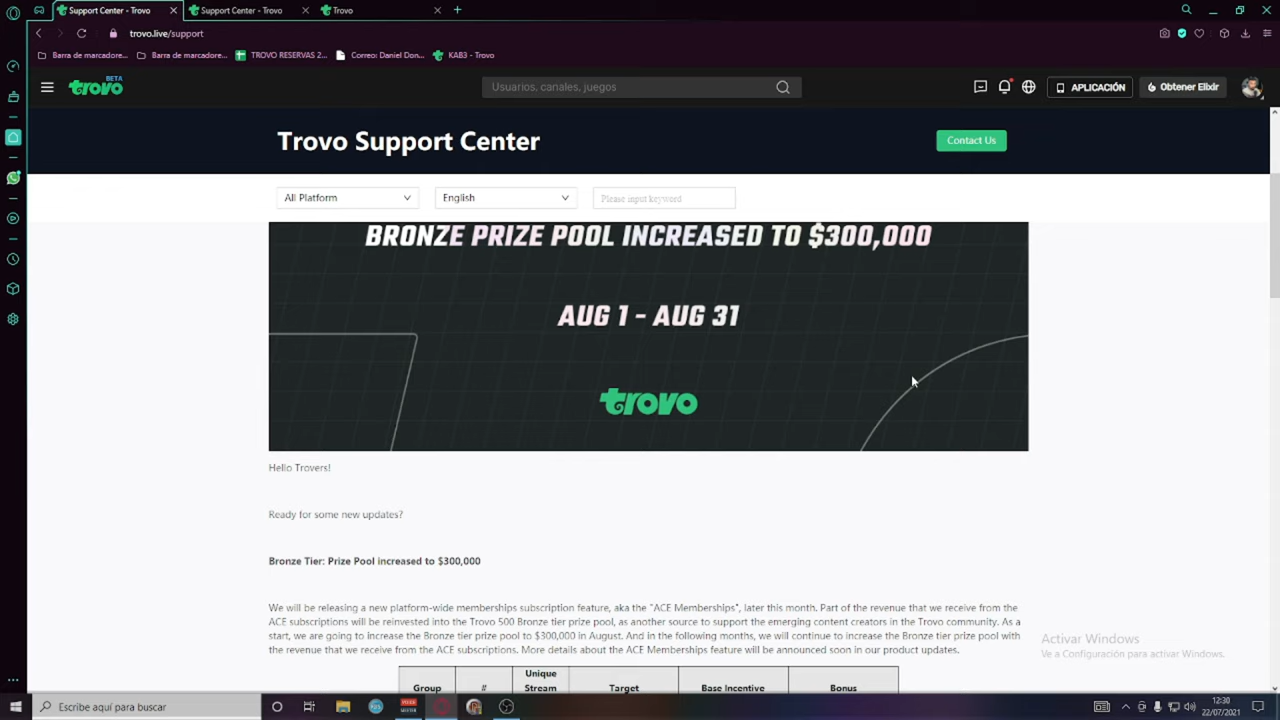 Support Center - Trovo
Support Center - Trovo
Trovo
trovo.live/support
Barra de marcadore...
Barra de marcadore...
TROVO RESERVAS 2...
Correo: Daniel Don...
KAB3 - Trovo
trovo BETA
Usuarios, canales, juegos
APLICACIÓN
Obtener Elixir
Trovo Support Center
Contact Us
All Platform
English
Please input keyword
BRONZE PRIZE POOL INCREASED TO $300,000
AUG 1 - AUG 31
trovo
Hello Trovers!
Ready for some new updates?
Bronze Tier: Prize Pool increased to $300,000
We will be releasing a new platform-wide memberships subscription feature, aka the "ACE Memberships", later this month. Part of the revenue that we receive from the
ACE subscriptions will be reinvested into the Trovo 500 Bronze tier prize pool, as another source to support the emerging content creators in the Trovo community. As a
start, we are going to increase the Bronze tier prize pool to $300,000 in August. And in the following months, we will continue to increase the Bronze tier prize pool with
the revenue that we receive from the ACE subscriptions. More details about the ACE Memberships feature will be announced soon in our product updates.
Group
#
Unique
Stream
Target
Base Incentive
Bonus
Activar Windows
Ve a Configuración para activar Windows.
Escribe aquí para buscar
12:30
22/07/2021